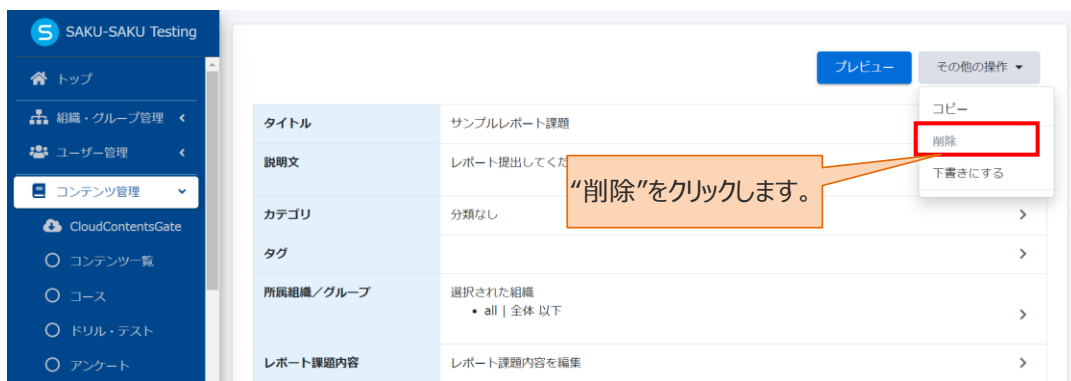 SAKU-SAKU Testing
トップ
組織・グループ管理
ユーザー管理
コンテンツ管理
CloudContentsGate
コンテンツ一覧
コース
ドリル・テスト
アンケート
プレビュー
その他の操作
コピー
削除
下書きにする
タイトル
サンプルレポート課題
説明文
レポート提出してくだ
“削除”をクリックします。
カテゴリ
分類なし
タグ
所属組織／グループ
選択された組織
• all | 全体 以下
レポート課題内容
レポート課題内容を編集